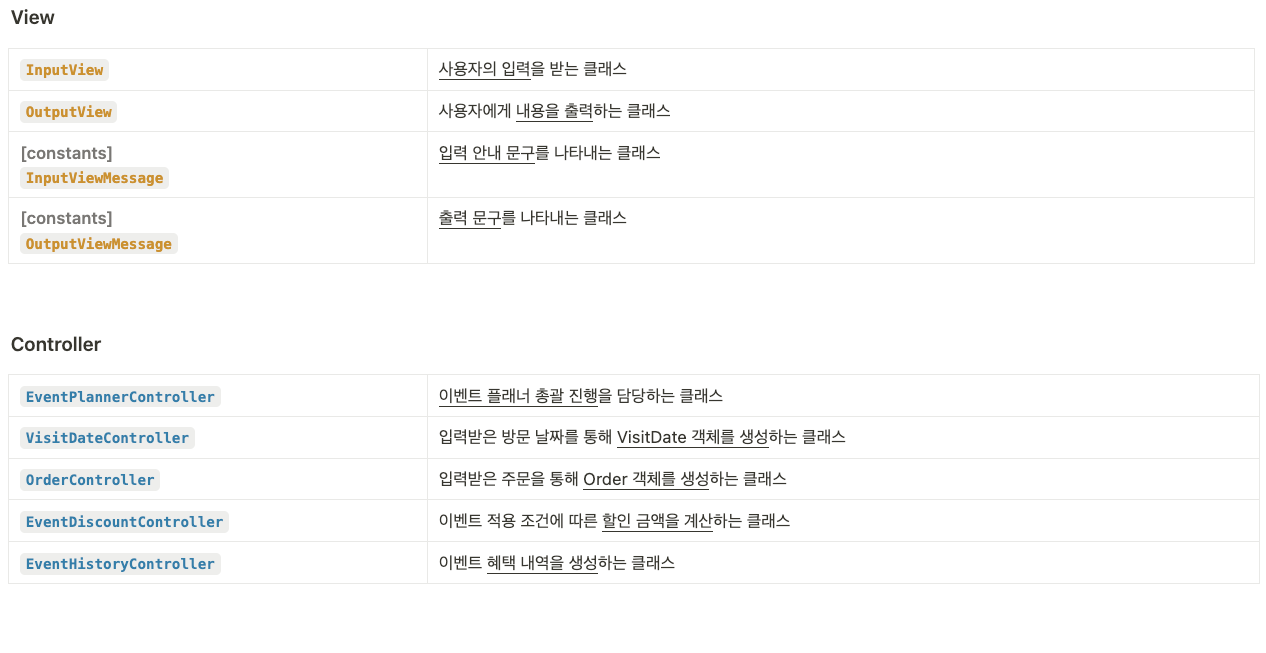 View
InputView 사용자의 입력을 받는 클래스
OutputView 사용자에게 내용을 출력하는 클래스
[constants] 입력 안내 문구를 나타내는 클래스
InputViewMessage
[constants] 출력 문구를 나타내는 클래스
OutputViewMessage
Controller
EventPlannerController 이벤트 플래너 총괄 진행을 담당하는 클래스
VisitDateController 입력받은 방문 날짜를 통해 VisitDate 객체를 생성하는 클래스
OrderController 입력받은 주문을 통해 Order 객체를 생성하는 클래스
EventDiscountController 이벤트 적용 조건에 따른 할인 금액을 계산하는 클래스
EventHistoryController 이벤트 혜택 내역을 생성하는 클래스